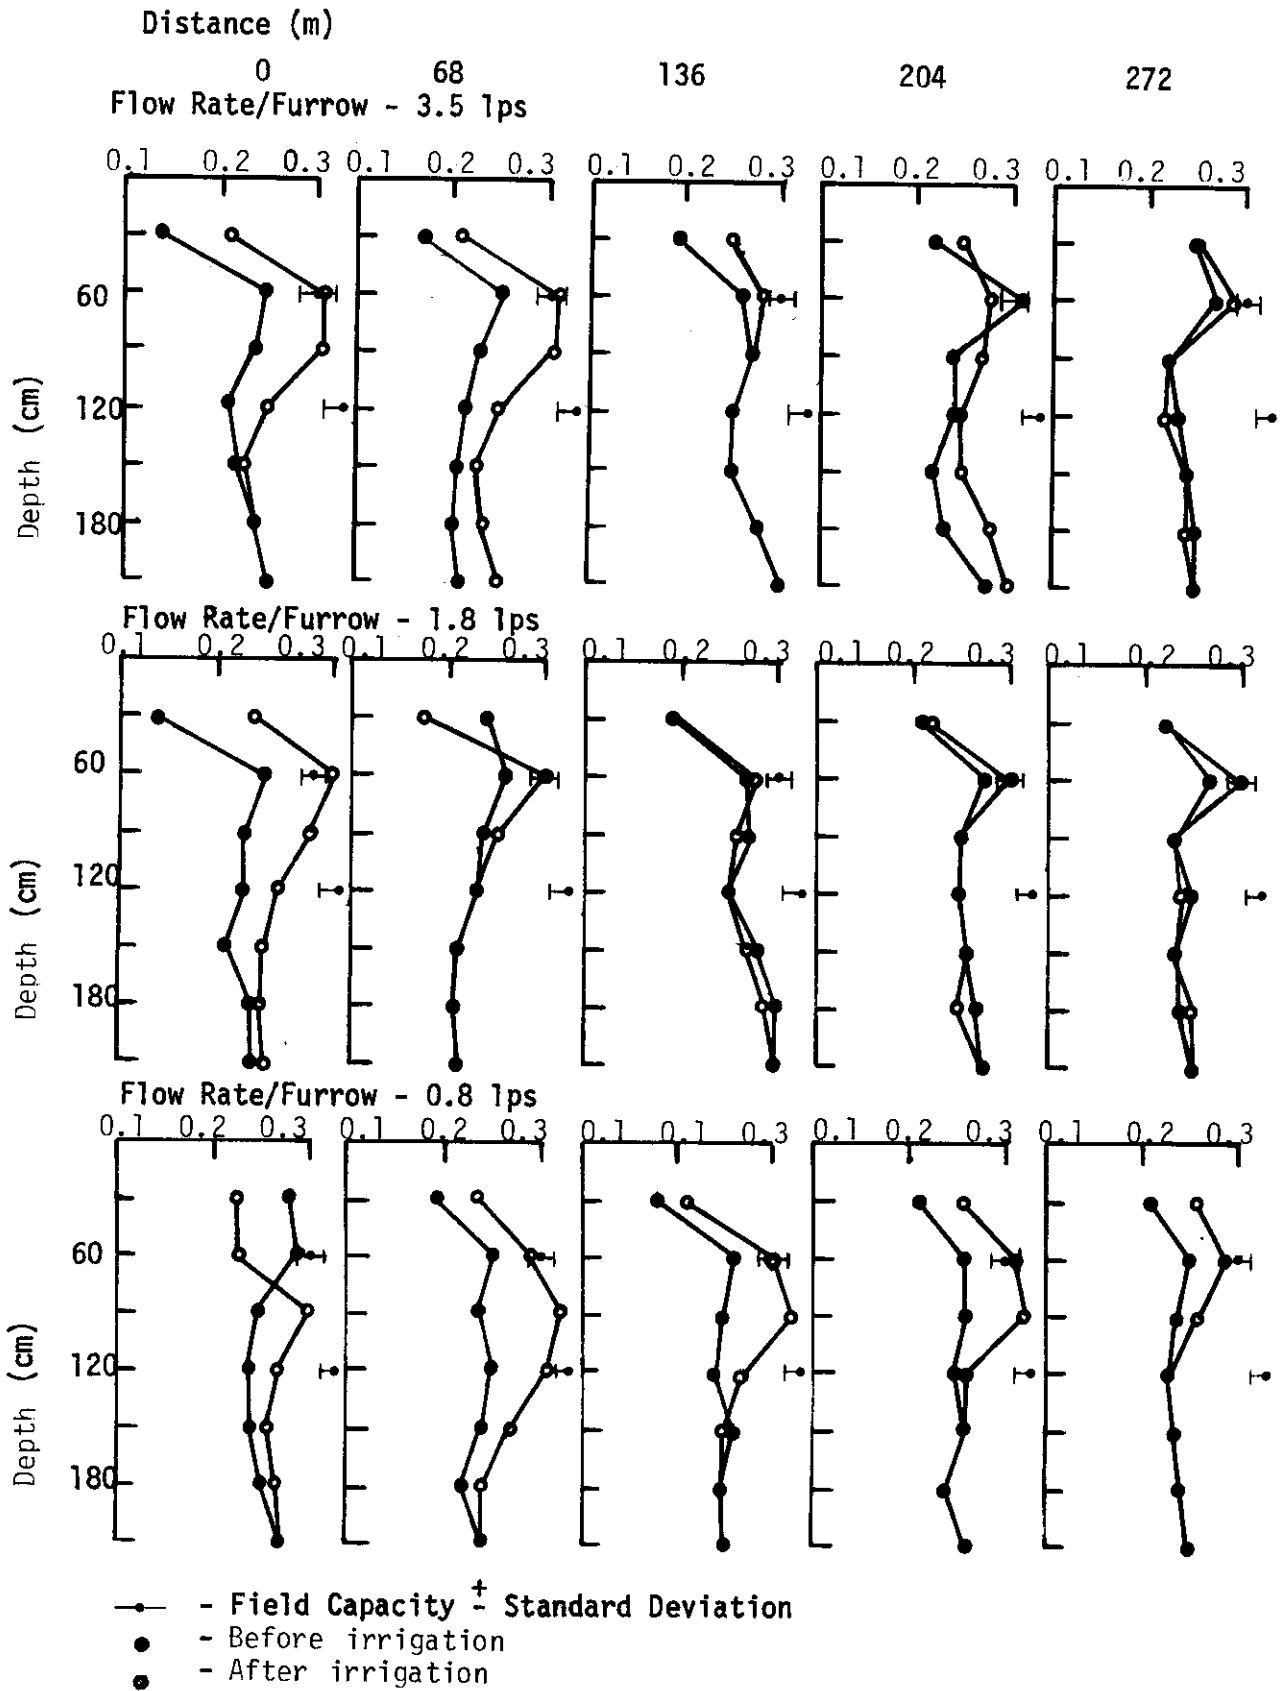 Distance (m)
0 68 136 204 272
Flow Rate/Furrow - 3.5 lps
0.1 0.2 0.3 0.1 0.2 0.3 0.1 0.2 0.3 0.1 0.2 0.3 0.1 0.2 0.3
60
120
180
Depth (cm)
Flow Rate/Furrow - 1.8 lps
0.1 0.2 0.3 0.1 0.2 0.3 0.1 0.2 0.3 0.1 0.2 0.3 0.1 0.2 0.3
60
120
180
Depth (cm)
Flow Rate/Furrow - 0.8 lps
0.1 0.2 0.3 0.1 0.2 0.3 0.1 0.1 0.3 0.1 0.2 0.3 0.1 0.2 0.3
60
120
180
Depth (cm)
- Field Capacity ± Standard Deviation
- Before irrigation
- After irrigation